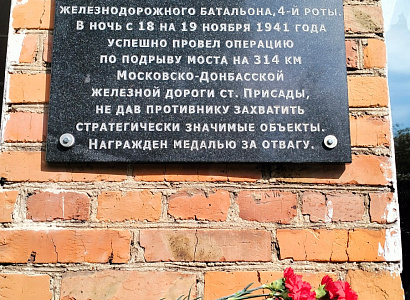 ЖЕЛЕЗНОДОРОЖНОГО БАТАЛЬОНА, 4-Й РОТЫ.
В НОЧЬ С 18 НА 19 НОЯБРЯ 1941 ГОДА
УСПЕШНО ПРОВЕЛ ОПЕРАЦИЮ
ПО ПОДРЫВУ МОСТА НА 314 КМ
МОСКОВСКО-ДОНБАССКОЙ
ЖЕЛЕЗНОЙ ДОРОГИ СТ. ПРИСАДЫ,
НЕ ДАВ ПРОТИВНИКУ ЗАХВАТИТЬ
СТРАТЕГИЧЕСКИ ЗНАЧИМЫЕ ОБЪЕКТЫ.
НАГРАЖДЕН МЕДАЛЬЮ ЗА ОТВАГУ.